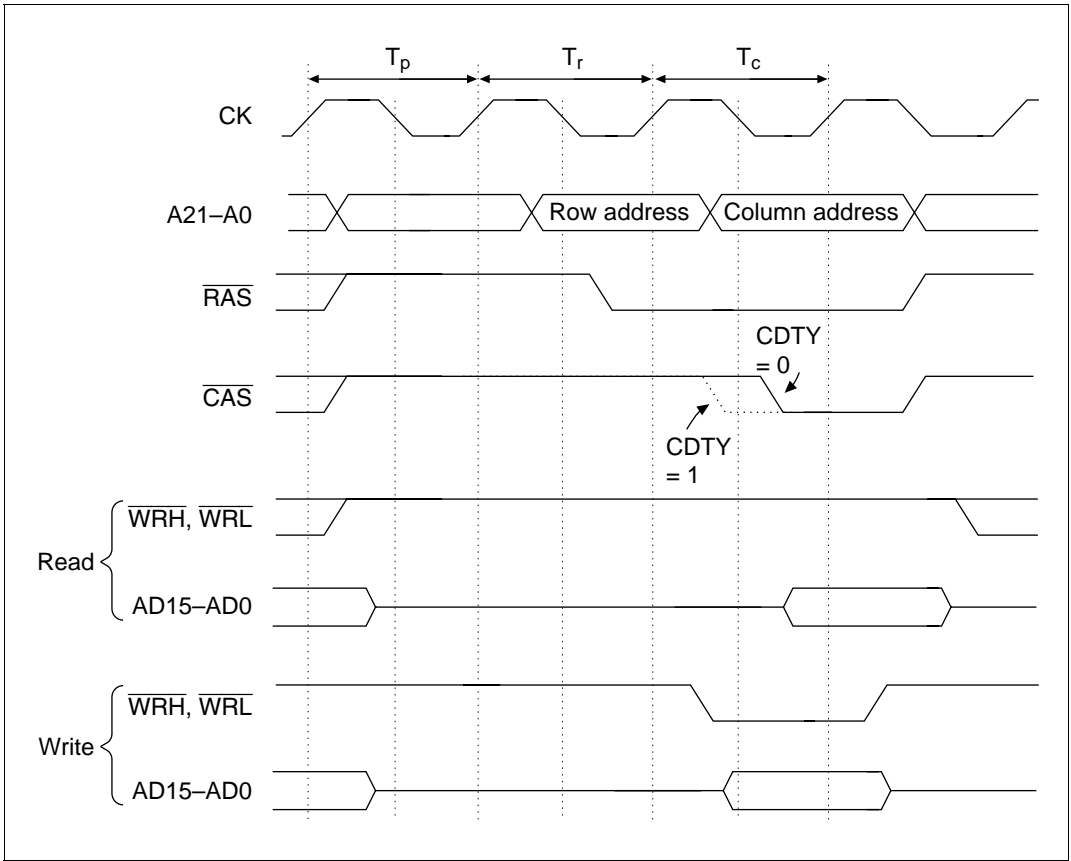 Tp Tr Tc
CK
A21–A0 Row address Column address
RAS
CDTY
= 0
CAS
CDTY
= 1
WRH, WRL
Read
AD15–AD0
WRH, WRL
Write
AD15–AD0